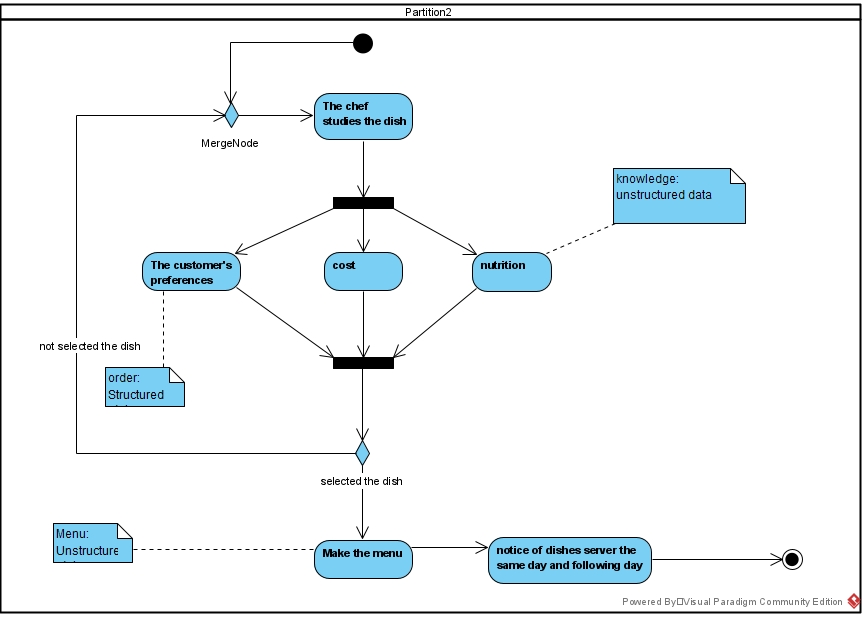 Partition2
The chef
studies the dish
MergeNode
knowledge:
unstructured data
The customer's
preferences
cost
nutrition
not selected the dish
order:
Structured
selected the dish
Menu:
Unstructure
Make the menu
notice of dishes server the
same day and following day
Powered By Visual Paradigm Community Edition